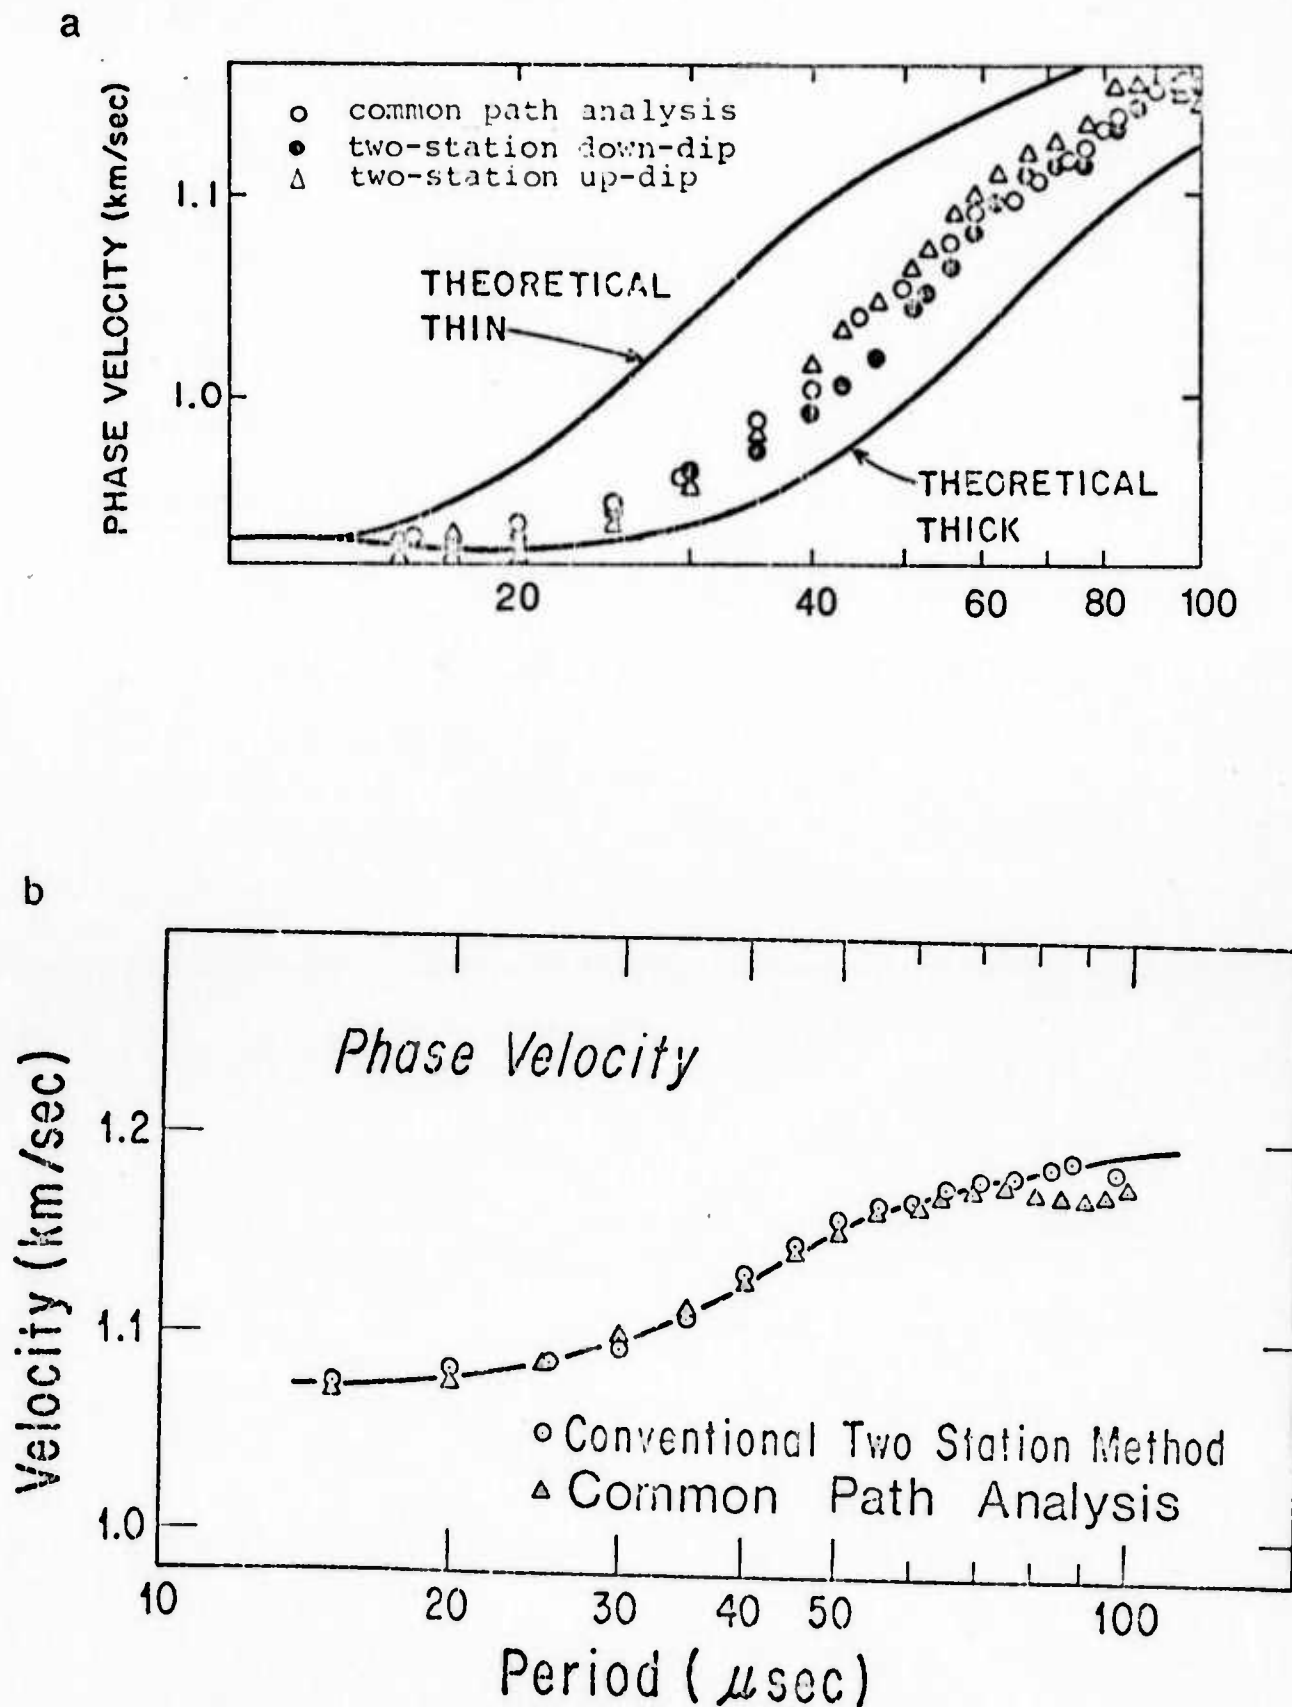 a
PHASE VELOCITY (km/sec)
common path analysis
two-station down-dip
two-station up-dip
1.1
THEORETICAL
THIN
1.0
THEORETICAL
THICK
20 40 60 80 100
b
Velocity (km/sec)
Phase Velocity
1.2
1.1
Conventional Two Station Method
Common Path Analysis
1.0
10 20 30 40 50 100
Period ( μsec)